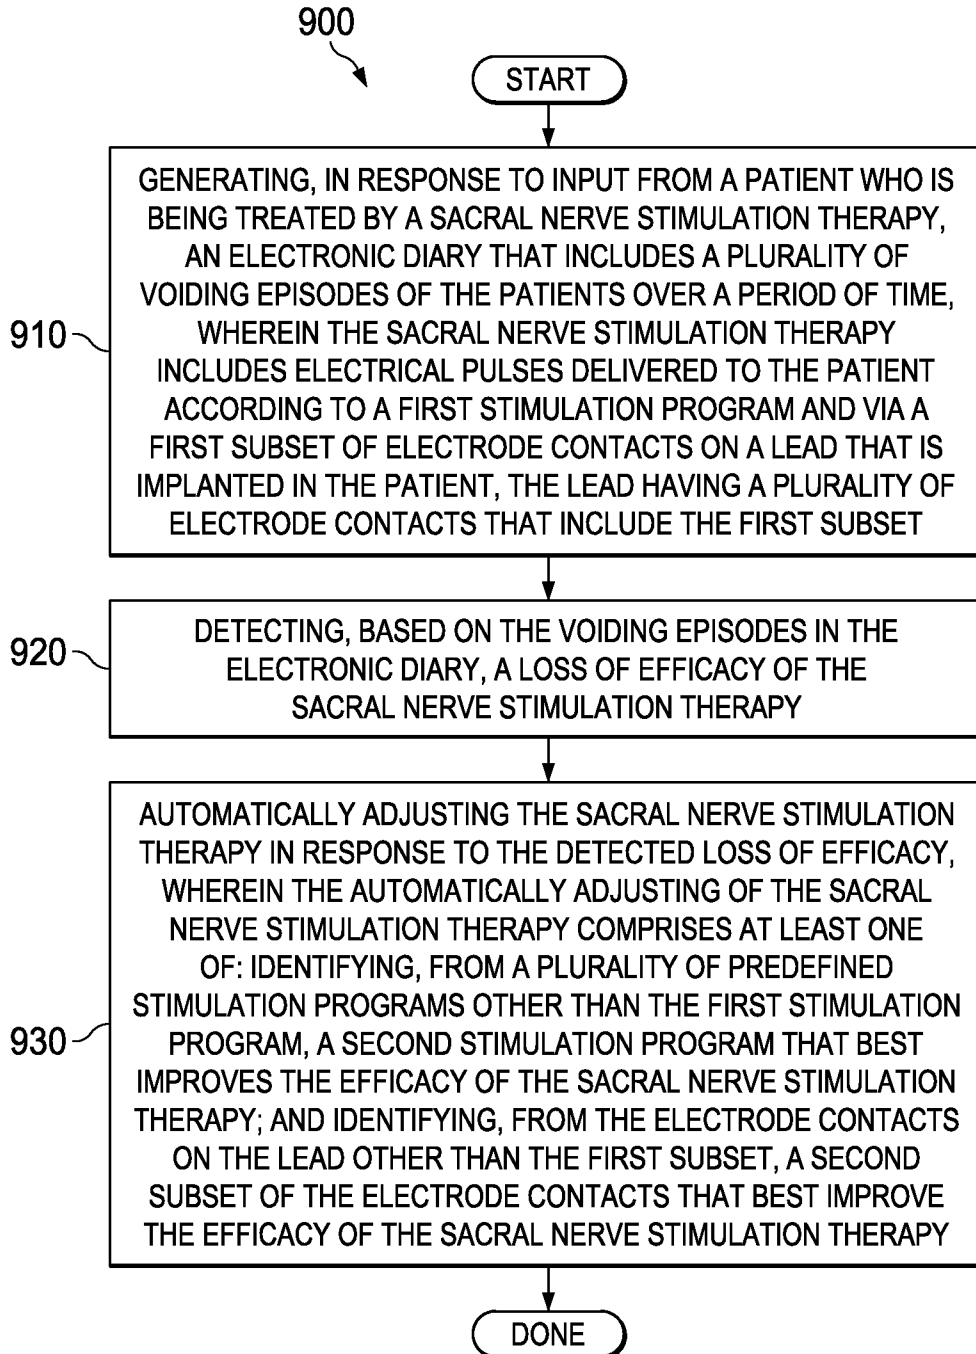 900
START
GENERATING, IN RESPONSE TO INPUT FROM A PATIENT WHO IS
BEING TREATED BY A SACRAL NERVE STIMULATION THERAPY,
AN ELECTRONIC DIARY THAT INCLUDES A PLURALITY OF
VOIDING EPISODES OF THE PATIENTS OVER A PERIOD OF TIME,
WHEREIN THE SACRAL NERVE STIMULATION THERAPY
INCLUDES ELECTRICAL PULSES DELIVERED TO THE PATIENT
ACCORDING TO A FIRST STIMULATION PROGRAM AND VIA A
FIRST SUBSET OF ELECTRODE CONTACTS ON A LEAD THAT IS
IMPLANTED IN THE PATIENT, THE LEAD HAVING A PLURALITY OF
ELECTRODE CONTACTS THAT INCLUDE THE FIRST SUBSET
910
DETECTING, BASED ON THE VOIDING EPISODES IN THE
ELECTRONIC DIARY, A LOSS OF EFFICACY OF THE
SACRAL NERVE STIMULATION THERAPY
920
AUTOMATICALLY ADJUSTING THE SACRAL NERVE STIMULATION
THERAPY IN RESPONSE TO THE DETECTED LOSS OF EFFICACY,
WHEREIN THE AUTOMATICALLY ADJUSTING OF THE SACRAL
NERVE STIMULATION THERAPY COMPRISES AT LEAST ONE
OF: IDENTIFYING, FROM A PLURALITY OF PREDEFINED
STIMULATION PROGRAMS OTHER THAN THE FIRST STIMULATION
PROGRAM, A SECOND STIMULATION PROGRAM THAT BEST
IMPROVES THE EFFICACY OF THE SACRAL NERVE STIMULATION
THERAPY; AND IDENTIFYING, FROM THE ELECTRODE CONTACTS
ON THE LEAD OTHER THAN THE FIRST SUBSET, A SECOND
SUBSET OF THE ELECTRODE CONTACTS THAT BEST IMPROVE
THE EFFICACY OF THE SACRAL NERVE STIMULATION THERAPY
930
DONE